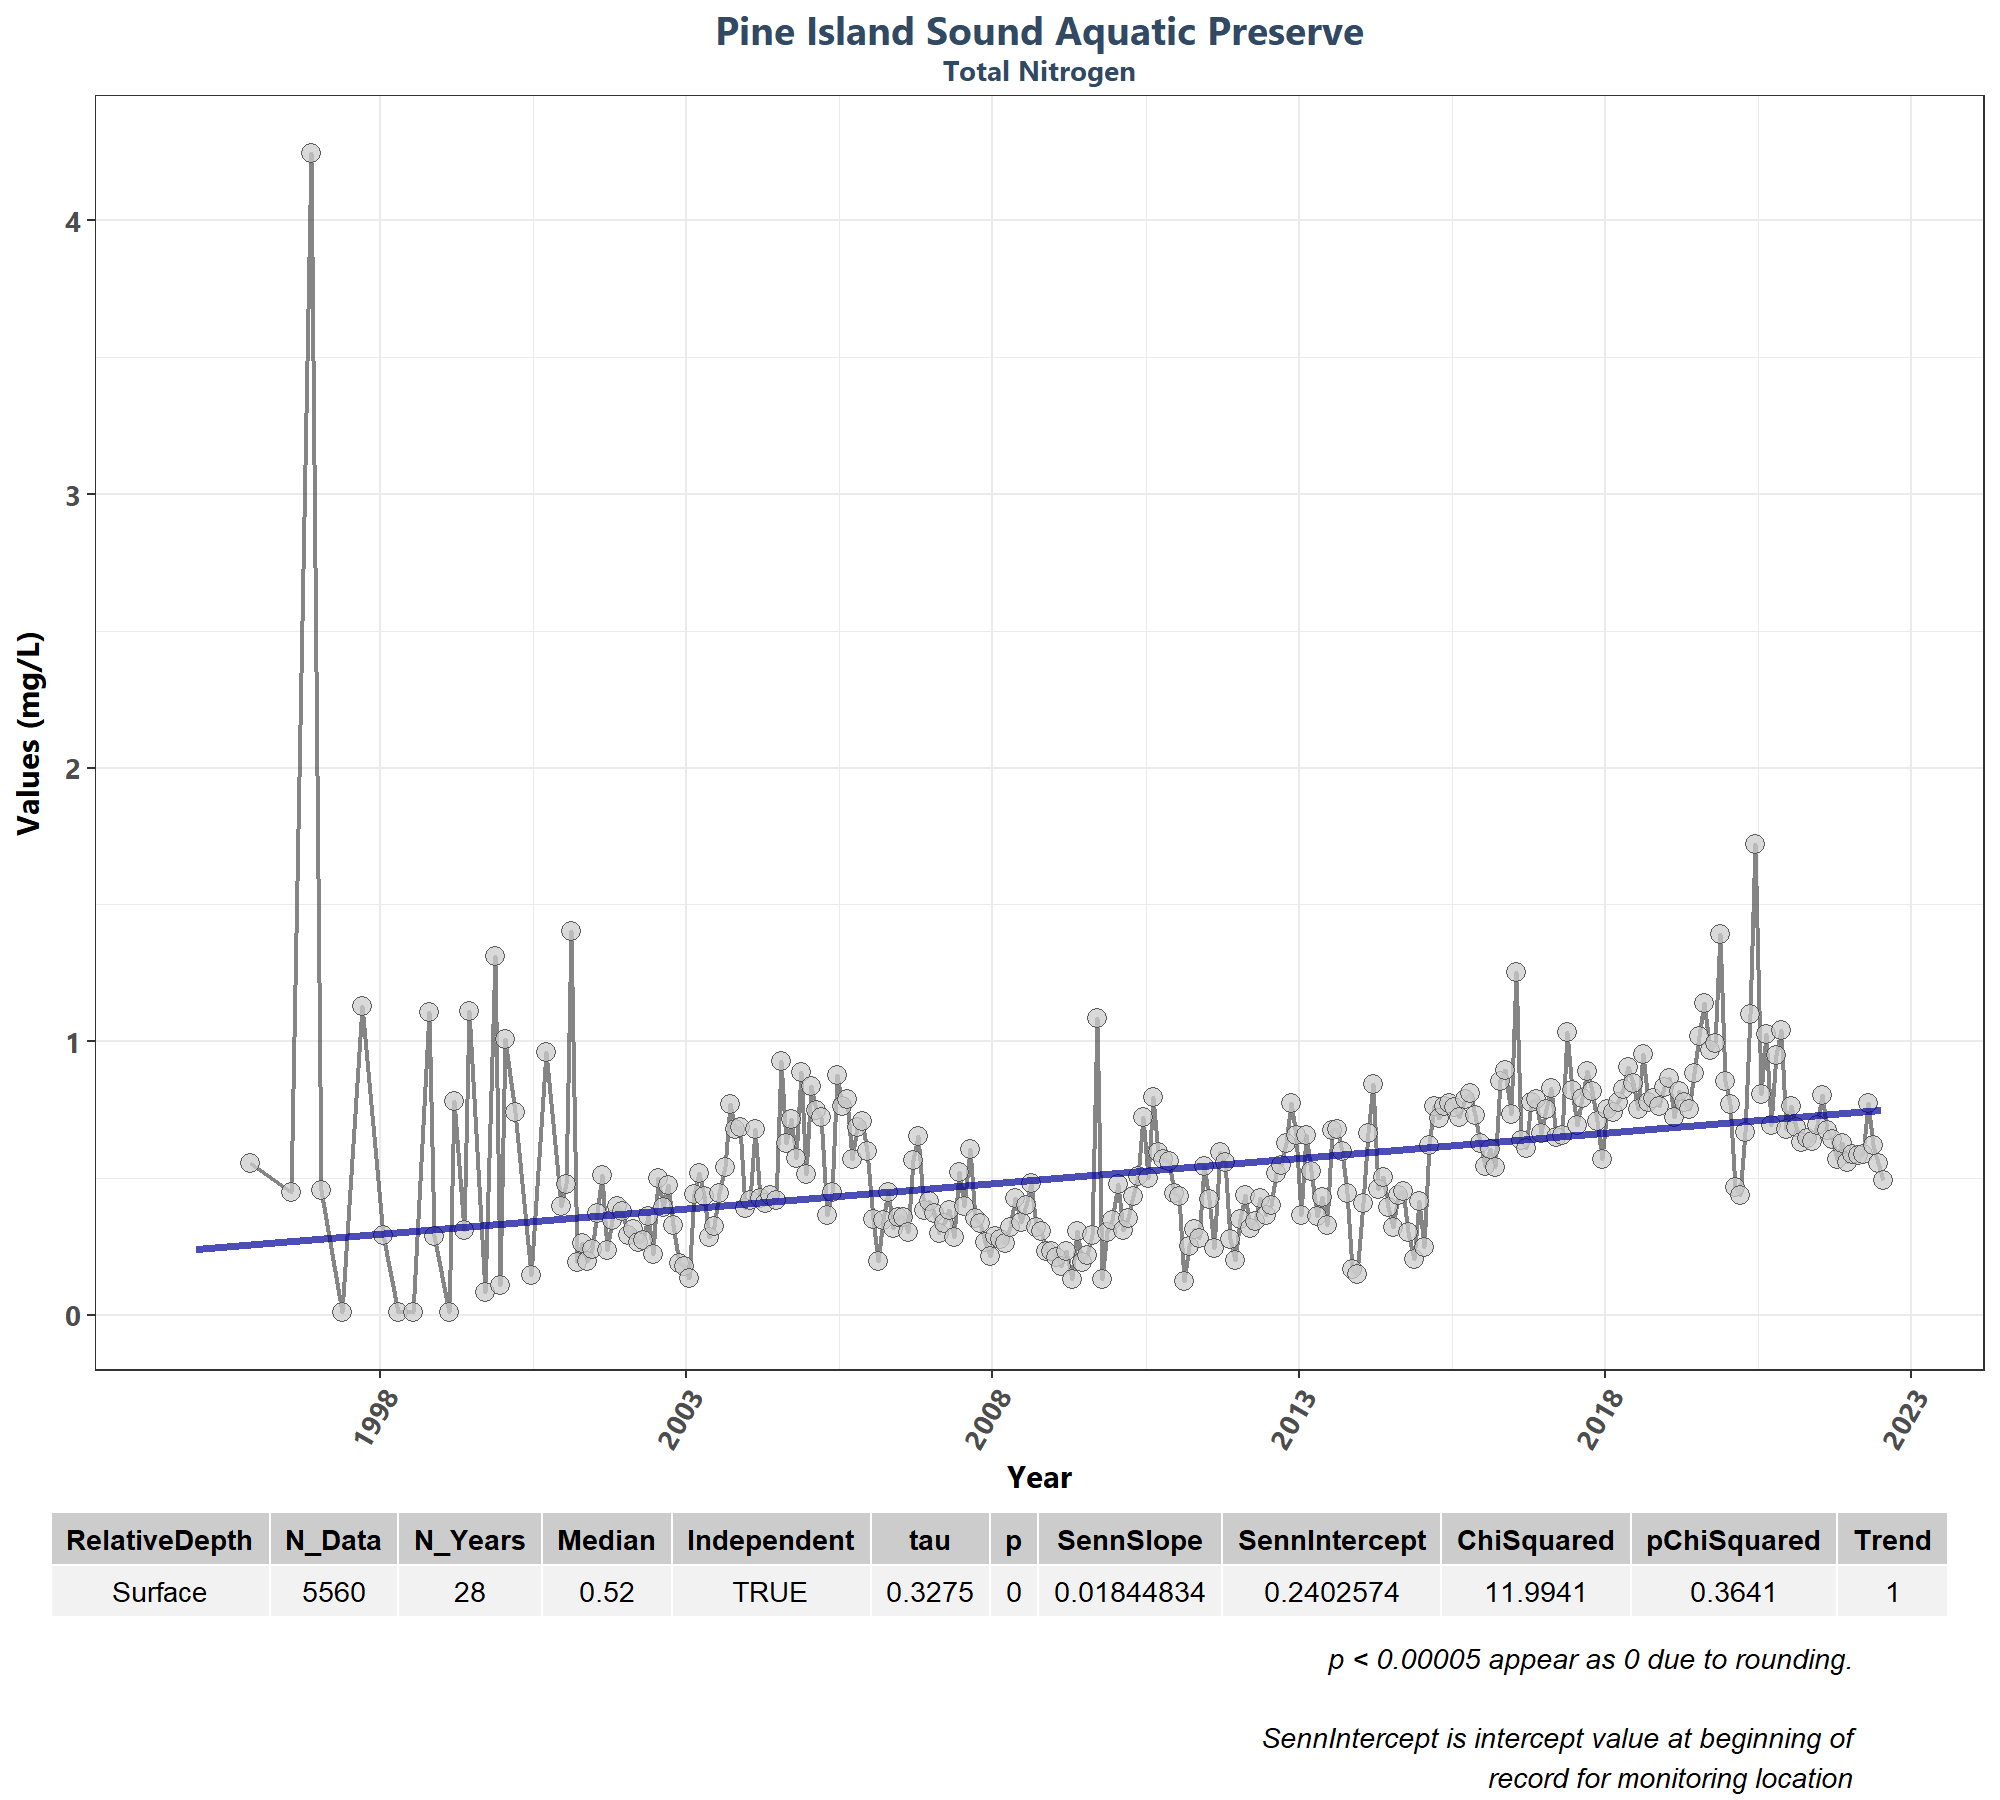 Pine Island Sound Aquatic Preserve
Total Nitrogen
Values (mg/L)
4
3
2
1
0
1998
2003
2008
2013
2018
2023
Year
RelativeDepth N_Data N_Years Median Independent tau p SennSlope SennIntercept ChiSquared pChiSquared Trend
Surface 5560 28 0.52 TRUE 0.3275 0 0.01844834 0.2402574 11.9941 0.3641 1
p < 0.00005 appear as 0 due to rounding.
SennIntercept is intercept value at beginning of
record for monitoring location